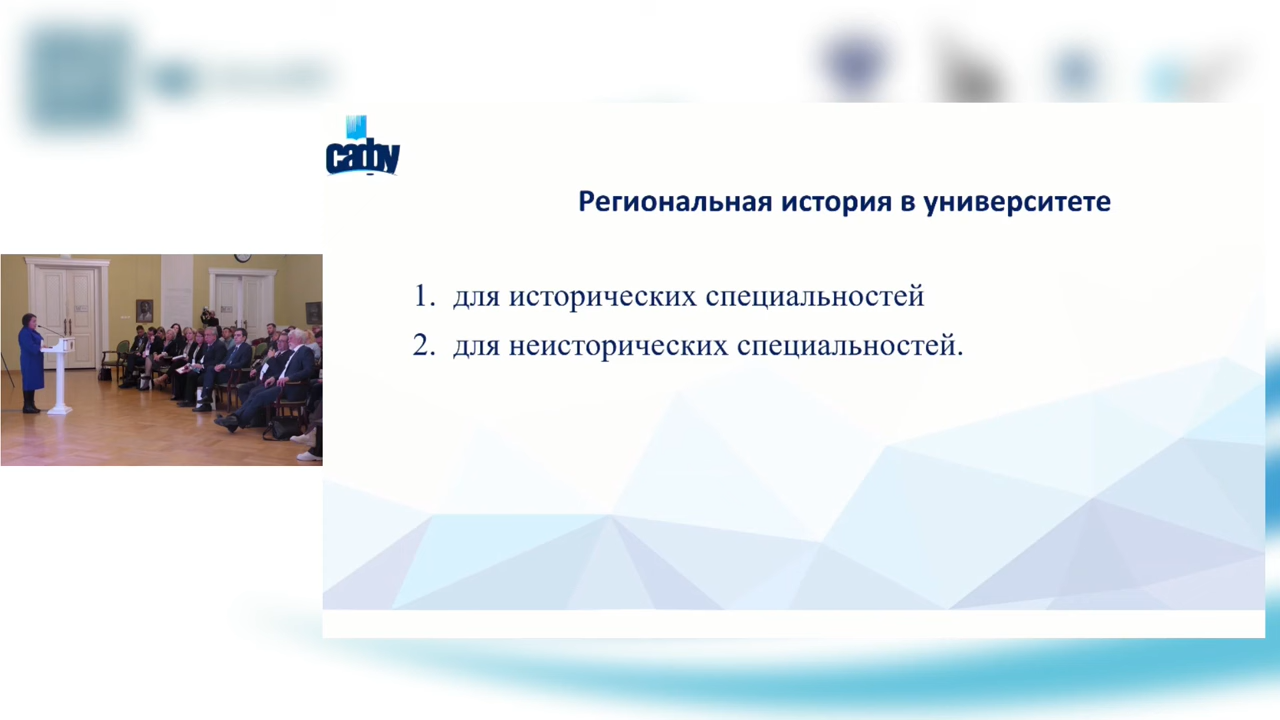 сафу
Региональная история в университете
1. для исторических специальностей
2. для неисторических специальностей.